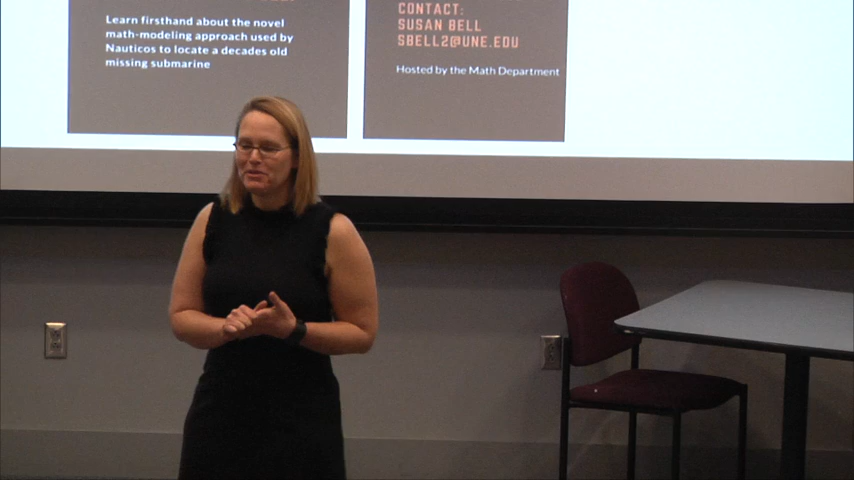 Learn firsthand about the novel
math-modeling approach used by
Nauticos to locate a decades old
missing submarine
CONTACT:
SUSAN BELL
SBELL2@UNE.EDU
Hosted by the Math Department